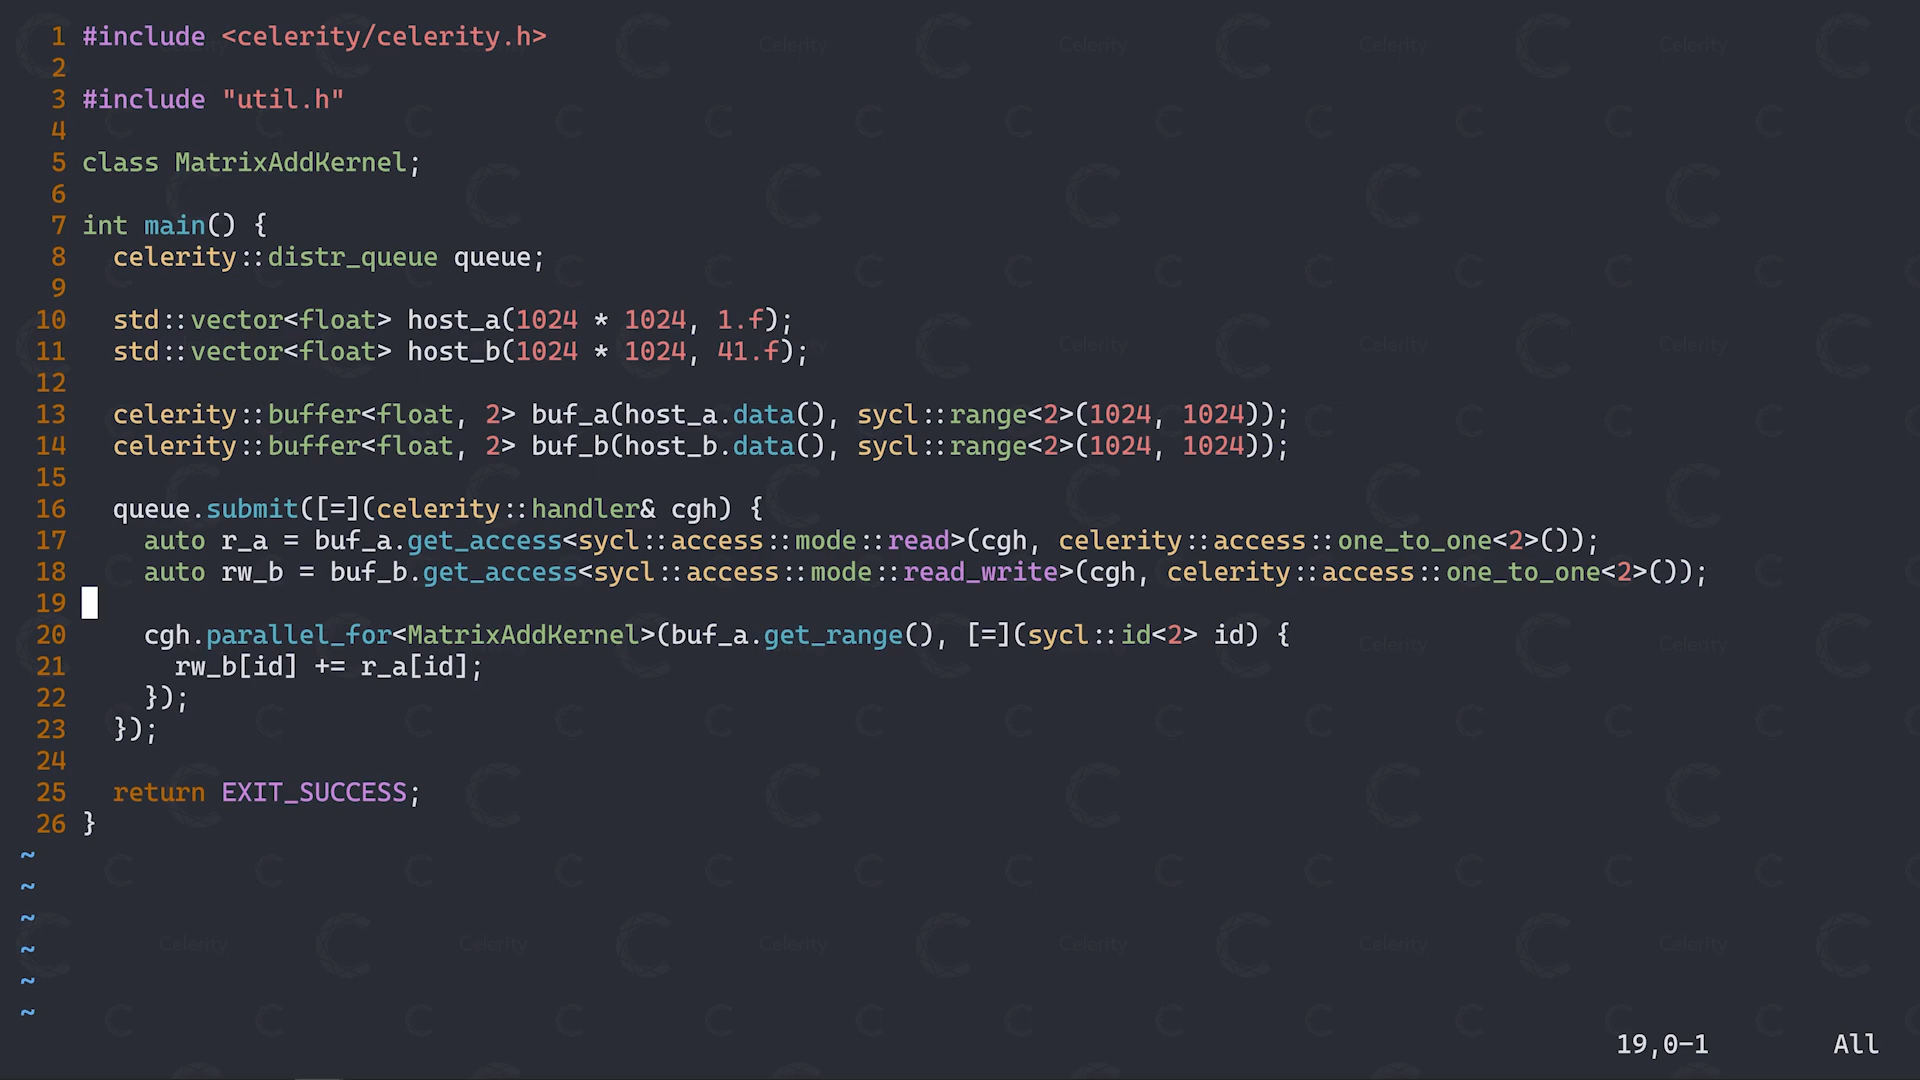 1 #include <celerity/celerity.h>
2
3 #include "util.h"
4
5 class MatrixAddKernel;
6
7 int main() {
8   celerity::distr_queue queue;
9
10   std::vector<float> host_a(1024 * 1024, 1.f);
11   std::vector<float> host_b(1024 * 1024, 41.f);
12
13   celerity::buffer<float, 2> buf_a(host_a.data(), sycl::range<2>(1024, 1024));
14   celerity::buffer<float, 2> buf_b(host_b.data(), sycl::range<2>(1024, 1024));
15
16   queue.submit([=](celerity::handler& cgh) {
17     auto r_a = buf_a.get_access<sycl::access::mode::read>(cgh, celerity::access::one_to_one<2>());
18     auto rw_b = buf_b.get_access<sycl::access::mode::read_write>(cgh, celerity::access::one_to_one<2>());
19
20     cgh.parallel_for<MatrixAddKernel>(buf_a.get_range(), [=](sycl::id<2> id) {
21       rw_b[id] += r_a[id];
22     });
23   });
24
25   return EXIT_SUCCESS;
26 }
~
~
~
Celerity Celerity Celerity Celerity Celerity Celerity
~
~
~
19,0-1 All